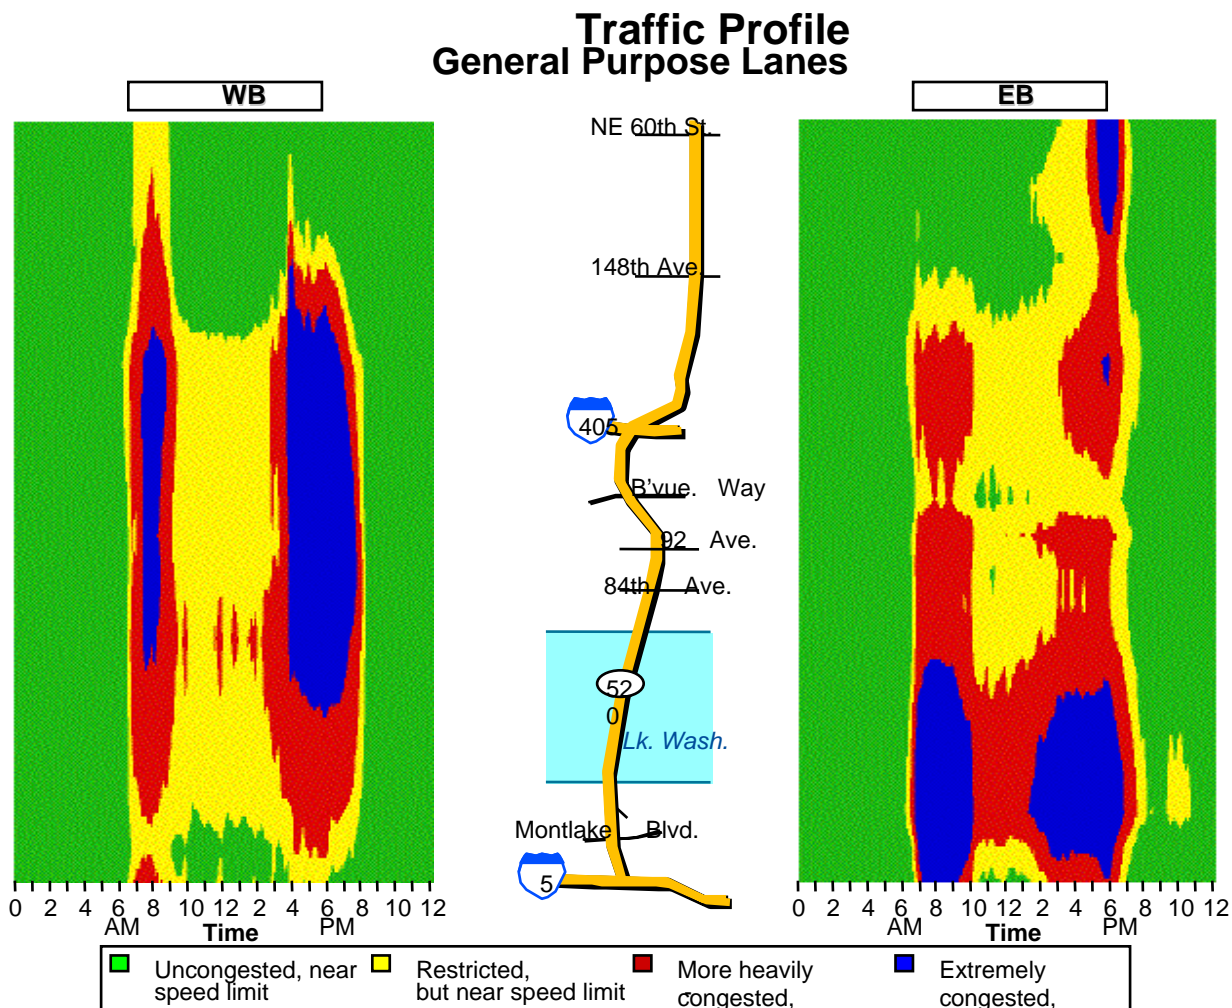 Traffic Profile
General Purpose Lanes
WB
EB
NE 60th St.
148th Ave.
405
B'vue. Way
92 Ave.
84th Ave.
52
0
Lk. Wash.
Montlake Blvd.
5
0 2 4 6 8 10 12 2 4 6 8 10 12
AM Time PM
0 2 4 6 8 10 12 2 4 6 8 10 12
AM Time PM
Uncongested, near
speed limit
Restricted,
but near speed limit
More heavily
congested,
Extremely
congested,